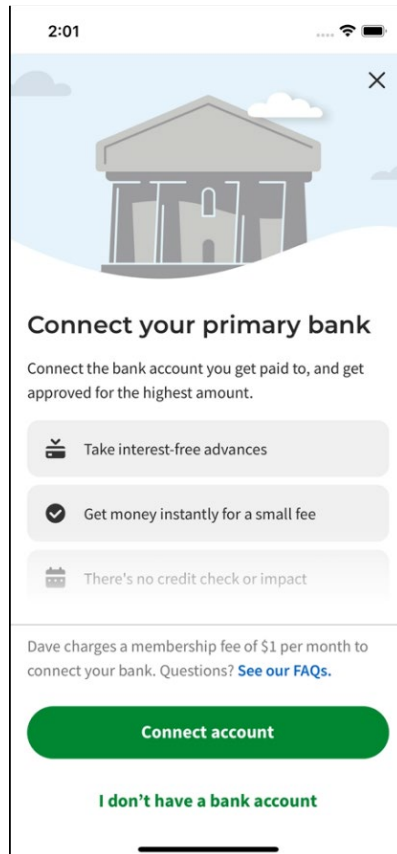 2:01
Connect your primary bank
Connect the bank account you get paid to, and get
approved for the highest amount.
Take interest-free advances
Get money instantly for a small fee
There's no credit check or impact
Dave charges a membership fee of $1 per month to
connect your bank. Questions? See our FAQs.
Connect account
I don’t have a bank account